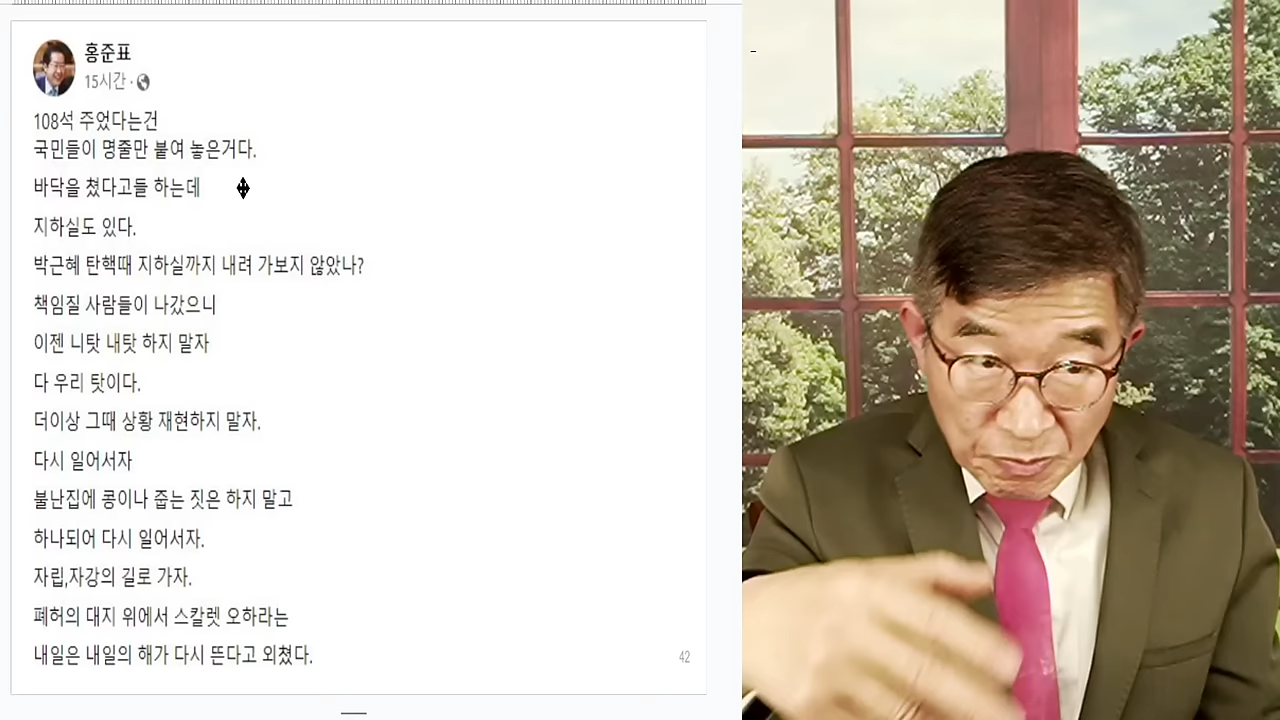 홍준표
15시간 ·
108석 주었다는건
국민들이 명줄만 붙여 놓은거다.
바닥을 쳤다고들 하는데
지하실도 있다.
박근혜 탄핵때 지하실까지 내려 가보지 않았나?
책임질 사람들이 나갔으니
이젠 니탓 내탓 하지 말자
다 우리 탓이다.
더이상 그때 상황 재현하지 말자.
다시 일어서자
불난집에 콩이나 줍는 짓은 하지 말고
하나되어 다시 일어서자.
자립,자강의 길로 가자.
폐허의 대지 위에서 스칼렛 오하라는
내일은 내일의 해가 다시 뜬다고 외쳤다.
42